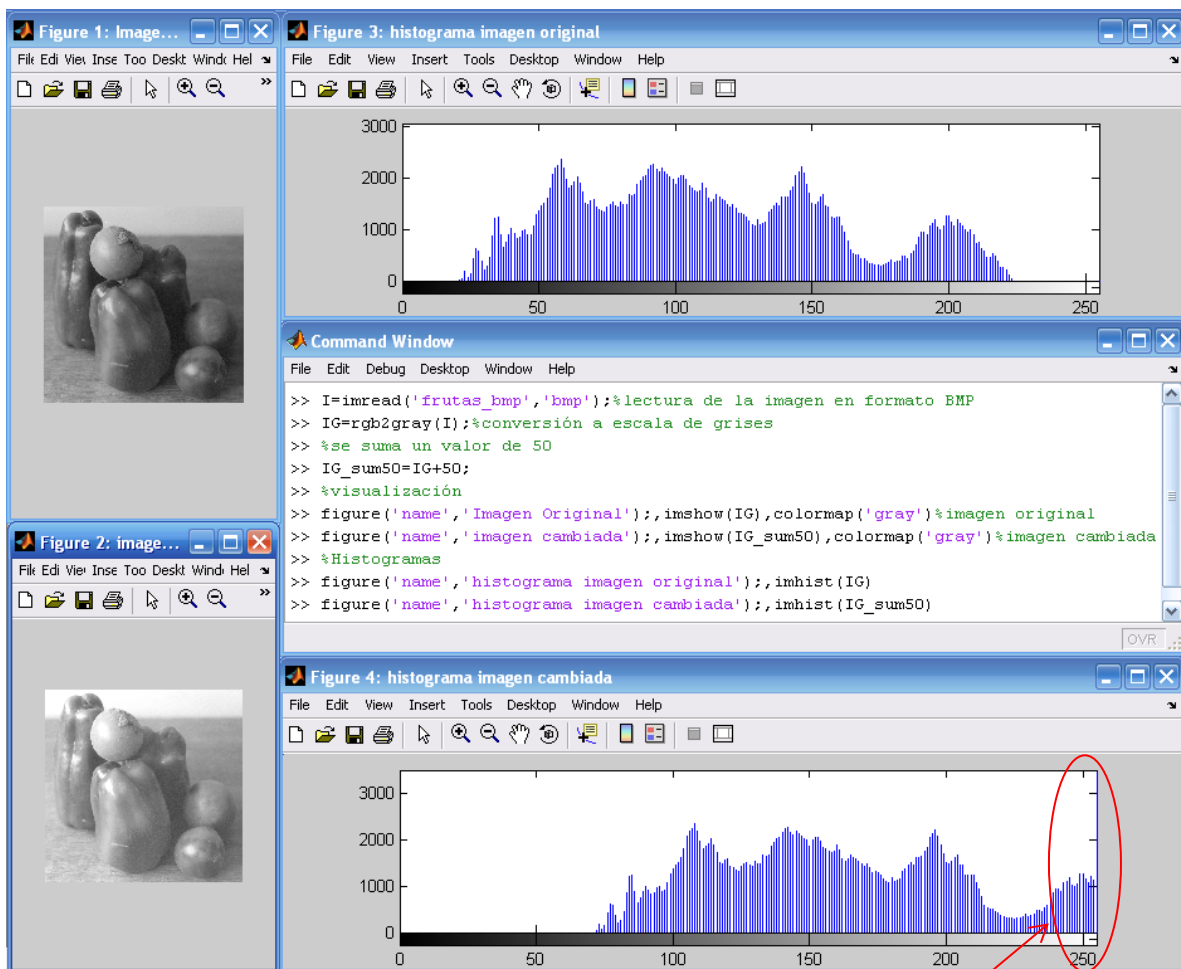 Figure 1: Image...
File Edi Viev Inse Too Deskt Windc Hel
Figure 3: histograma imagen original
File Edit View Insert Tools Desktop Window Help
3000
2000
1000
0
0 50 100 150 200 250
Command Window
File Edit Debug Desktop Window Help
>> I=imread('frutas_bmp','bmp');%lectura de la imagen en formato BMP
>> IG=rgb2gray(I);%conversión a escala de grises
>> %se suma un valor de 50
>> IG_sum50=IG+50;
>> %visualización
>> figure('name','Imagen Original');,imshow(IG),colormap('gray')%imagen original
>> figure('name','imagen cambiada');,imshow(IG_sum50),colormap('gray')%imagen cambiada
>> %Histogramas
>> figure('name','histograma imagen original');,imhist(IG)
>> figure('name','histograma imagen cambiada');,imhist(IG_sum50)
OVR
Figure 2: image...
File Edi Viev Inse Too Deskt Windc Hel
Figure 4: histograma imagen cambiada
File Edit View Insert Tools Desktop Window Help
3000
2000
1000
0
0 50 100 150 200 250